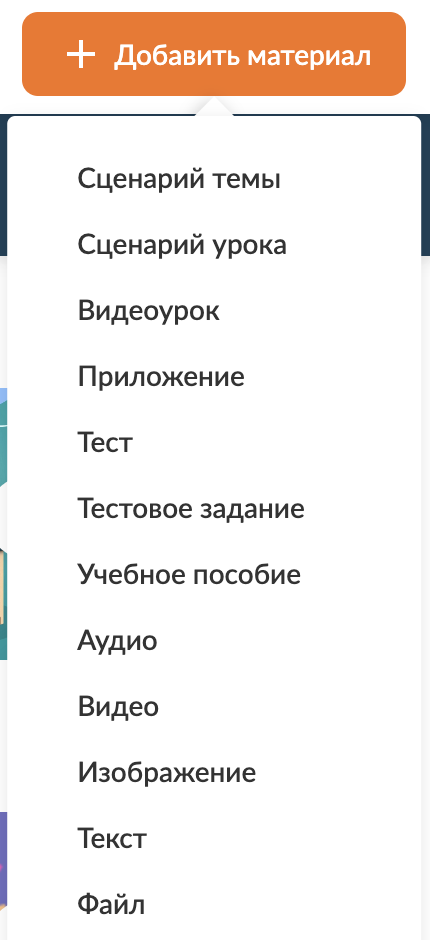 + Добавить материал
Сценарий темы
Сценарий урока
Видеоурок
Приложение
Тест
Тестовое задание
Учебное пособие
Аудио
Видео
Изображение
Текст
Файл